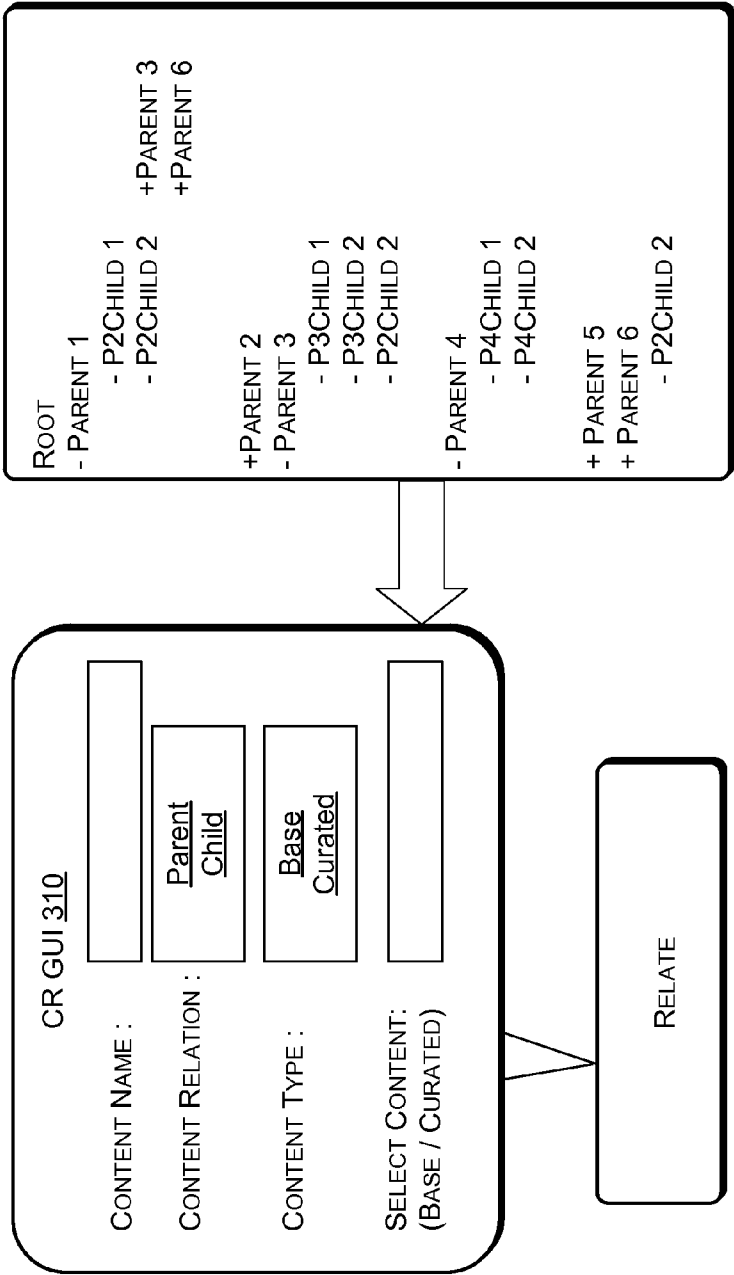 CR GUI 310
CONTENT NAME :
CONTENT RELATION :
Parent
Child
CONTENT TYPE :
Base
Curated
SELECT CONTENT:
(BASE / CURATED)
RELATE
ROOT
- PARENT 1
- P2CHILD 1
- P2CHILD 2 +PARENT 3
+PARENT 6
+PARENT 2
- PARENT 3
- P3CHILD 1
- P3CHILD 2
- P2CHILD 2
- PARENT 4
- P4CHILD 1
- P4CHILD 2
+ PARENT 5
+ PARENT 6
- P2CHILD 2